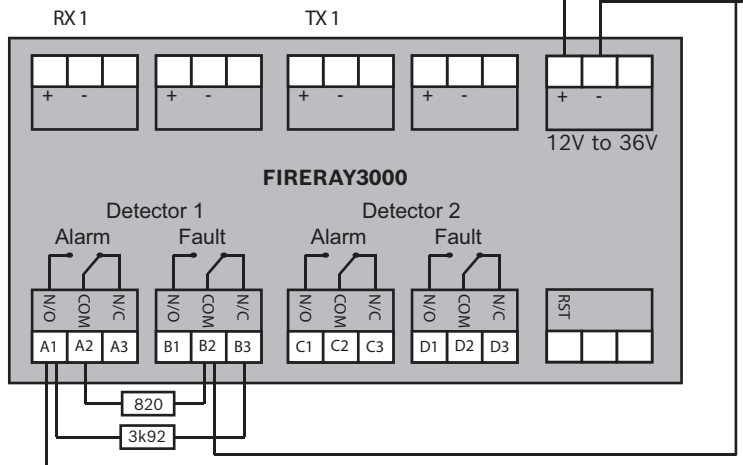 RX 1 TX 1
+ - + - + - + - + -
12V to 36V
FIRERAY3000
Detector 1 Detector 2
Alarm Fault Alarm Fault
N/O COM N/C N/O COM N/C N/O COM N/C N/O COM N/C RST
A1 A2 A3 B1 B2 B3 C1 C2 C3 D1 D2 D3
820
3k92